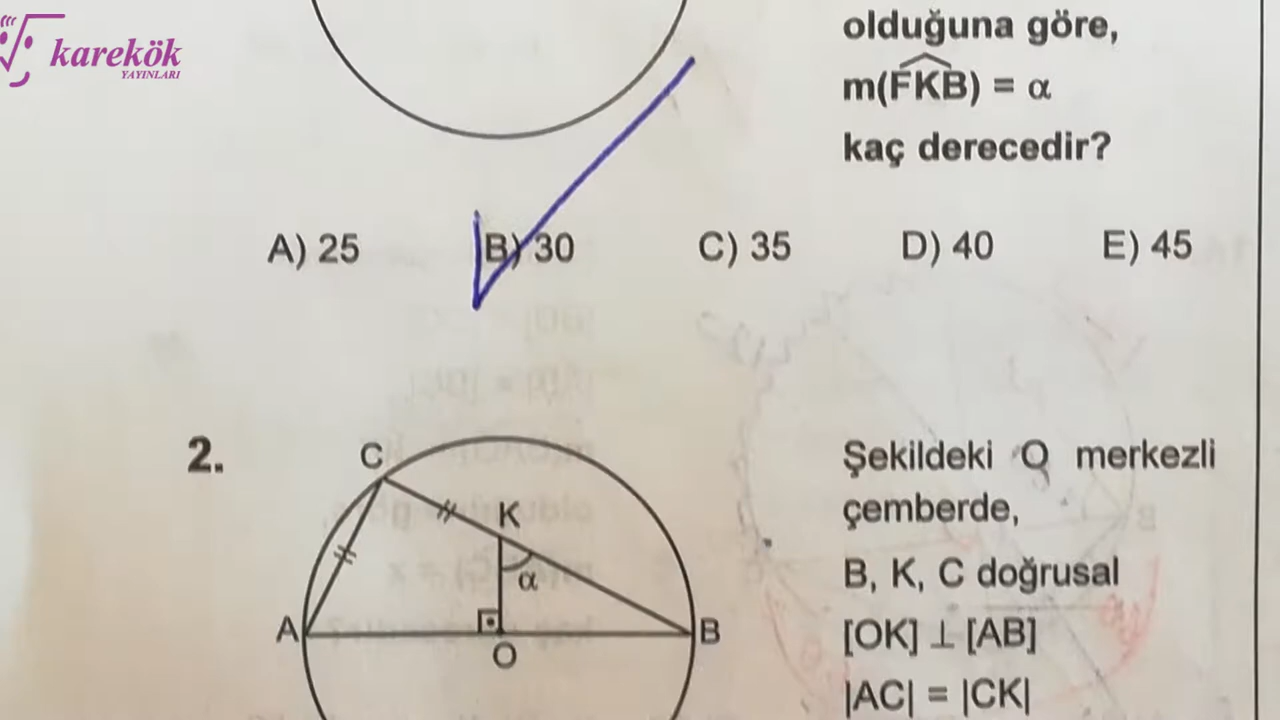 karekök
YAYINLARI
olduğuna göre,
m(FKB) = α
kaç derecedir?
A) 25 B) 30 C) 35 D) 40 E) 45
2.
C
K
α
A
B
O
Şekildeki O merkezli
çemberde,
B, K, C doğrusal
[OK] ⊥ [AB]
|AC| = |CK|